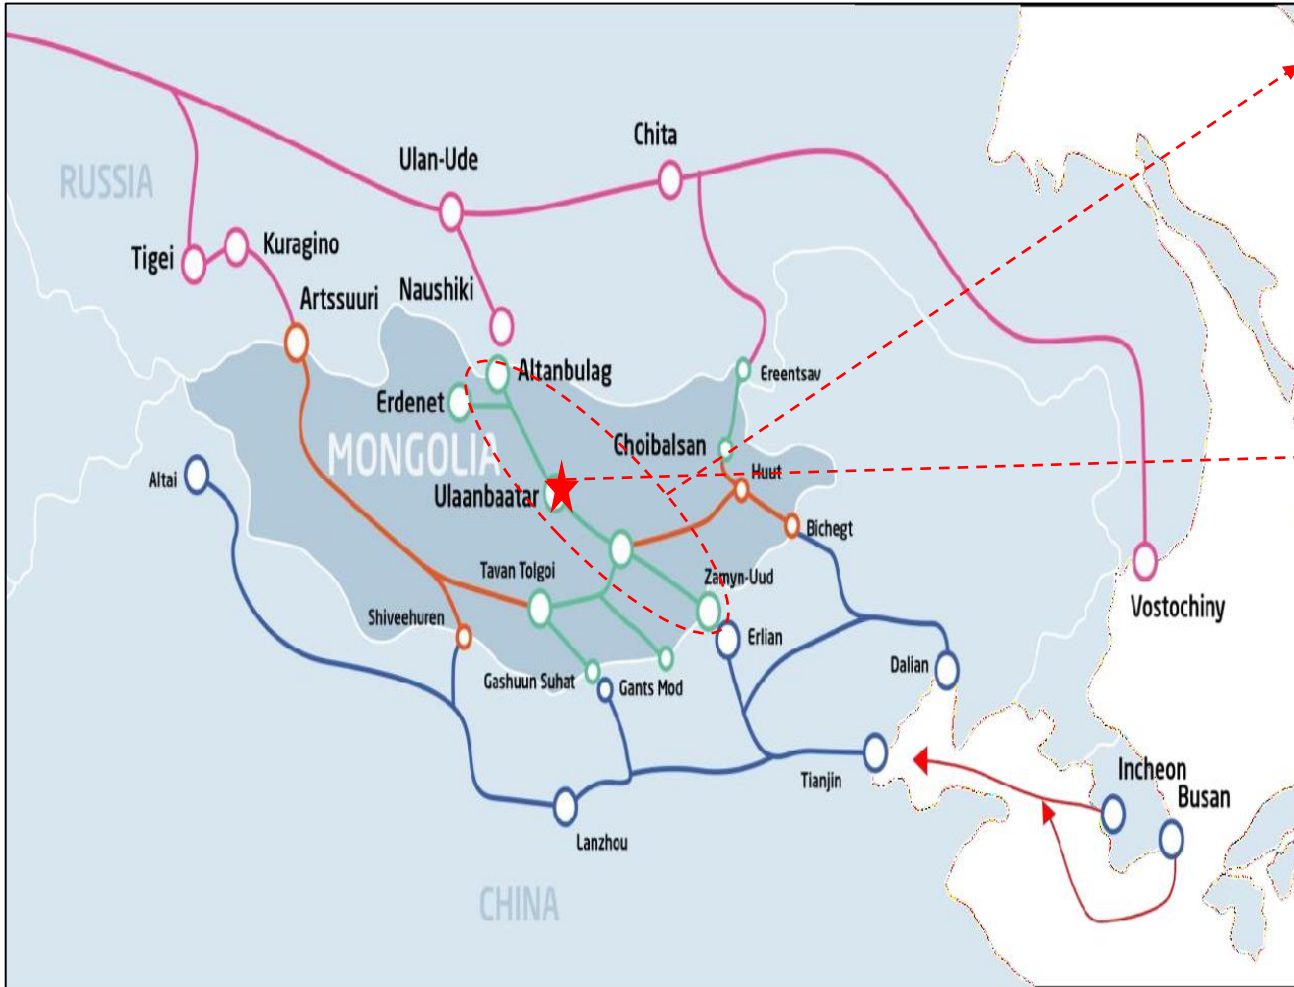 Chita
Ulan-Ude
RUSSIA
Kuragino
Tigei
Artssuuri
Naushiki
Altanbulag
Ereentsav
Erdenet
MONGOLIA
Choibalsan
Huut
Altai
Ulaanbaatar
Bichegt
Tavan Tolgoi
Zamyn-Uud
Shiveehuren
Vostochiny
Erlian
Dalian
Gashuun Suhat
Gants Mod
Tianjin
Incheon
Busan
Lanzhou
CHINA